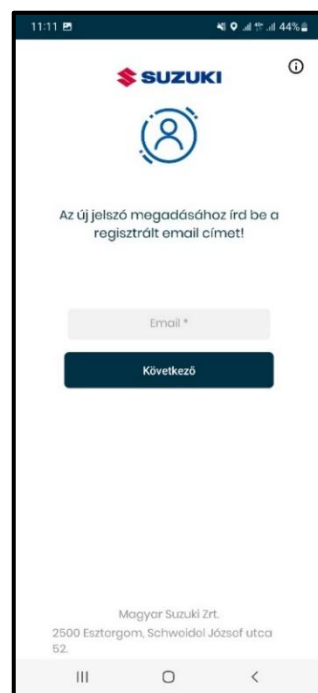 11:11 44%
SUZUKI
Az új jelszó megadásához írd be a
regisztrált email címet!
Email *
Következő
Magyar Suzuki Zrt.
2500 Esztergom, Schweidel József utca
52.